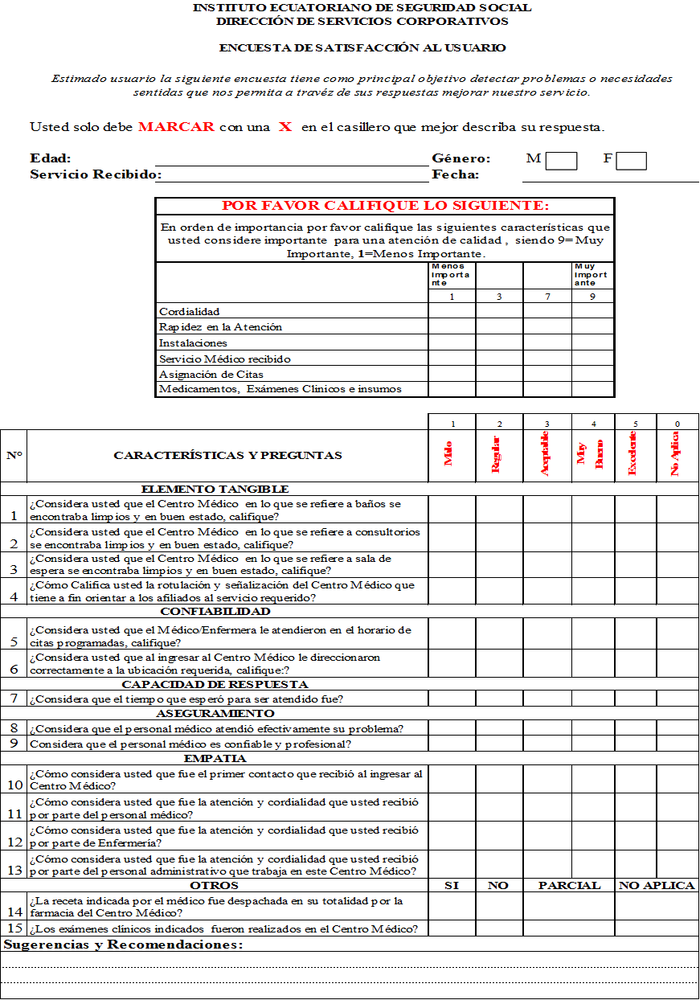 INSTITUTO ECUATORIANO DE SEGURIDAD SOCIAL
DIRECCIÓN DE SERVICIOS CORPORATIVOS
ENCUESTA DE SATISFACCIÓN AL USUARIO
Estimado usuario la siguiente encuesta tiene como principal objetivo detectar problemas o necesidades
sentidas que nos permita a travéz de sus respuestas mejorar nuestro servicio.
Usted solo debe MARCAR con una X en el casillero que mejor describa su respuesta.
Edad: Género: M F
Servicio Recibido: Fecha:
POR FAVOR CALIFIQUE LO SIGUIENTE:
En orden de importancia por favor califique las siguientes características que
usted considere importante para una atención de calidad , siendo 9= Muy
Importante, 1=Menos Importante.
Menos Muy
Importa Import
nte ante
1 3 7 9
Cordialidad
Rapidez en la Atención
Instalaciones
Servicio Médico recibido
Asignación de Citas
Medicamentos, Exámenes Clinicos e insumos
1 2 3 4 5 0
N° CARACTERÍSTICAS Y PREGUNTAS Malo Regular Aceptable Muy Bueno Excelente No Aplica
ELEMENTO TANGIBLE
¿Considera usted que el Centro Médico en lo que se refiere a baños se
1 encontraba limpios y en buen estado, califique?
¿Considera usted que el Centro Médico en lo que se refiere a consultorios
2 se encontraba limpios y en buen estado, califique?
¿Considera usted que el Centro Médico en lo que se refiere a sala de
3 espera se encontraba limpios y en buen estado, califique?
¿Cómo Califica usted la rotulación y señalización del Centro Médico que
4 tiene a fin orientar a los afiliados al servicio requerido?
CONFIABILIDAD
¿Considera usted que el Médico/Enfermera le atendieron en el horario de
5 citas programadas, califique?
¿Considera usted que al ingresar al Centro Médico le direccionaron
6 correctamente a la ubicación requerida, califique:?
CAPACIDAD DE RESPUESTA
7 ¿Considera que el tiempo que esperó para ser atendido fue?
ASEGURAMIENTO
8 ¿Considera que el personal médico atendió efectivamente su problema?
9 Considera que el personal médico es confiable y profesional?
EMPATIA
¿Cómo considera usted que fue el primer contacto que recibió al ingresar al
10 Centro Médico?
¿Cómo considera usted que fue la atención y cordialidad que usted recibió
11 por parte del personal médico?
¿Cómo considera usted que fue la atención y cordialidad que usted recibió
12 por parte de Enfermería?
¿Cómo considera usted que fue la atención y cordialidad que usted recibió
13 por parte del personal administrativo que trabaja en este Centro Médico?
OTROS SI NO PARCIAL NO APLICA
¿La receta indicada por el médico fue despachada en su totalidad por la
14 farmacia del Centro Médico?
15 ¿Los exámenes clínicos indicados fueron realizados en el Centro Médico?
Sugerencias y Recomendaciones: